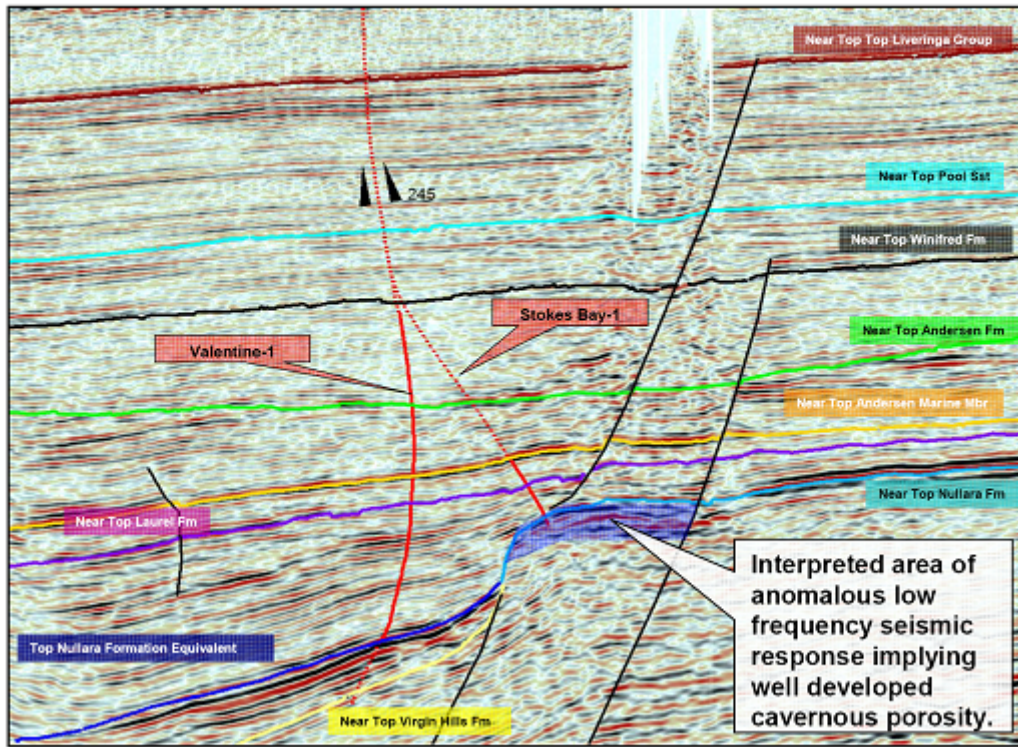 Near Top Top Liveringa Group
245
Near Top Pool Sst
Near Top Winifred Fm
Stokes Bay-1
Valentine-1
Near Top Andersen Fm
Near Top Andersen Marine Mbr
Near Top Laurel Fm
Near Top Nullara Fm
Interpreted area of
anomalous low
frequency seismic
response implying
well developed
cavernous porosity.
Top Nullara Formation Equivalent
Near Top Virgin Hills Fm